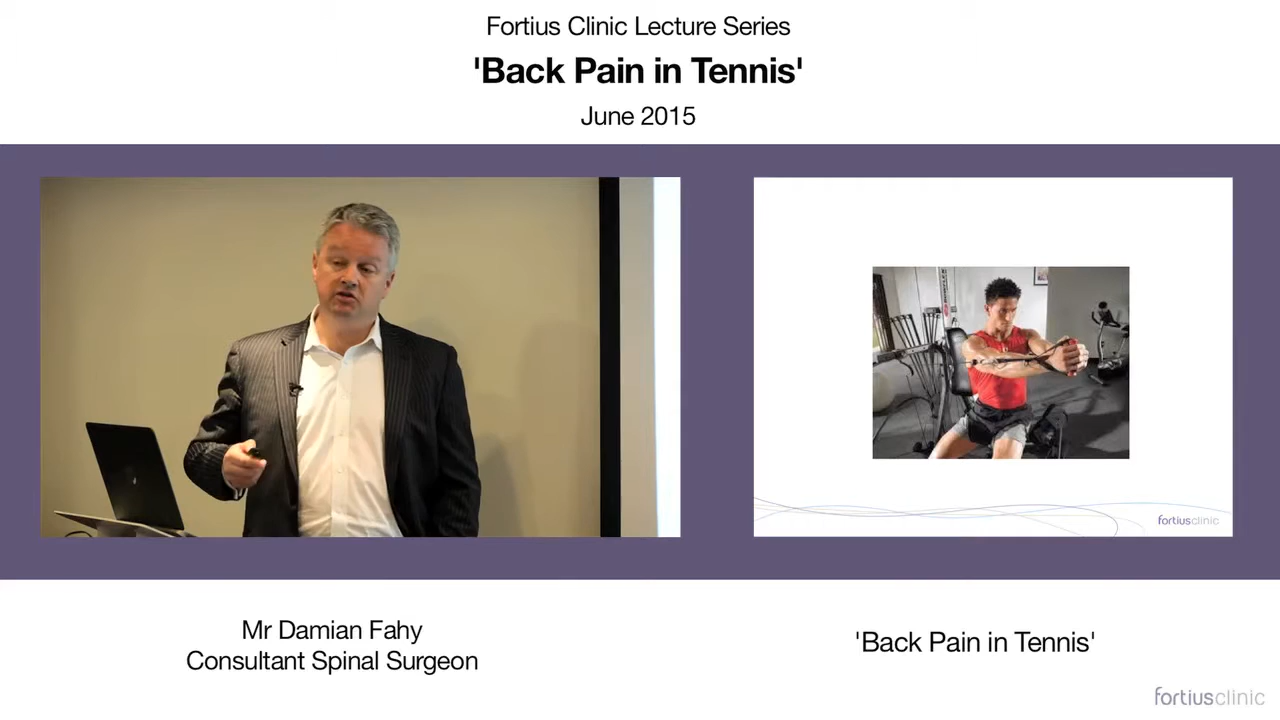 Fortius Clinic Lecture Series
'Back Pain in Tennis'
June 2015
fortiusclinic
Mr Damian Fahy
Consultant Spinal Surgeon
'Back Pain in Tennis'
fortiusclinic